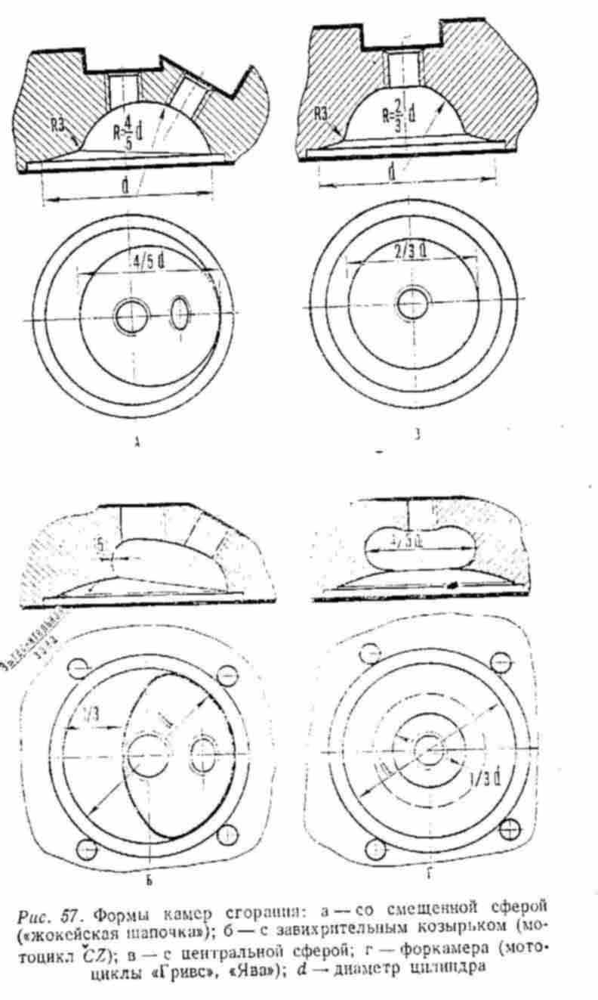 R3
R=4/5 d
d
R3
R=2/3 d
d
4/5 d
2/3 d
А
З
5
1/3
1/3 d
Б
Г
Рис. 57. Формы камер сгорания: а — со смещенной сферой
(«жокейская шапочка»); б — с завихрительным козырьком (мо-
тоцикл ČZ); в — с центральной сферой; г — форкамера (мото-
циклы «Гривс», «Ява»); d — диаметр цилиндра